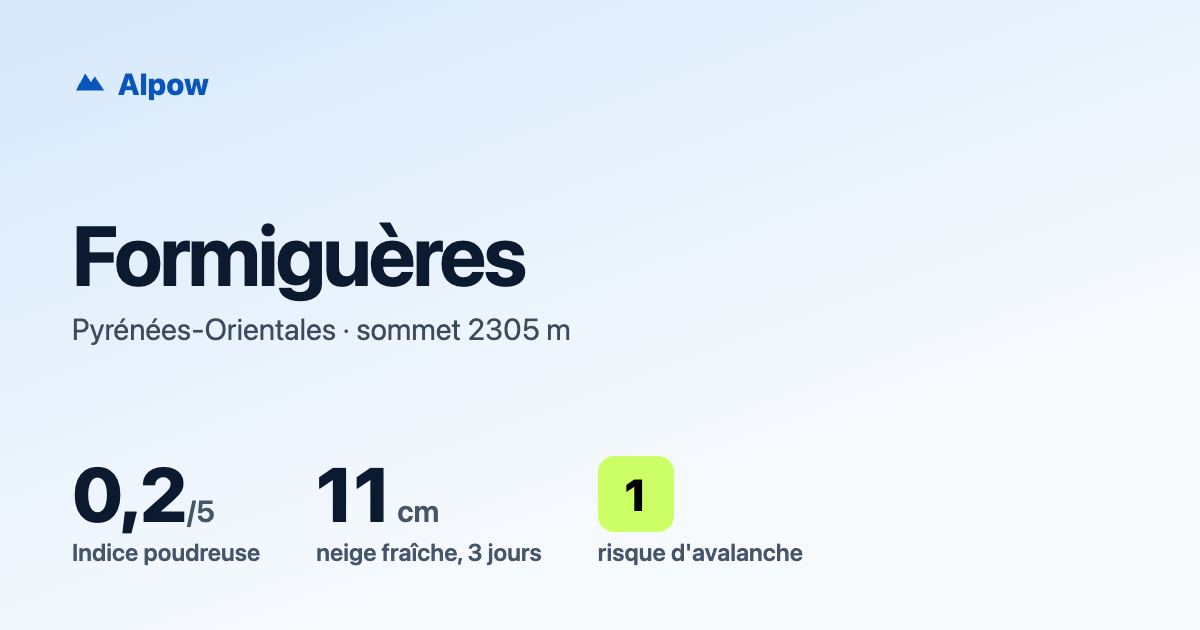 Alpow
Formiguères
Pyrénées-Orientales · sommet 2305 m
0,2/5
Indice poudreuse
11 cm
neige fraîche, 3 jours
1
risque d'avalanche